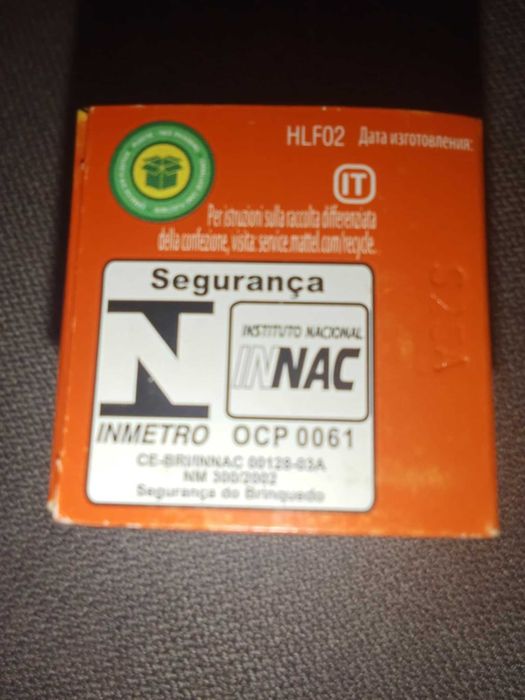 HLF02 Дата изготовления:
IT
Per istruzioni sulla raccolta differenziata
della confezione, visita: service.mattel.com/recycle.
Segurança
INSTITUTO NACIONAL
INNAC
INMETRO OCP 0061
CE-BRI/INNAC 00128-03A
NM 300/2002
Segurança do Brinquedo